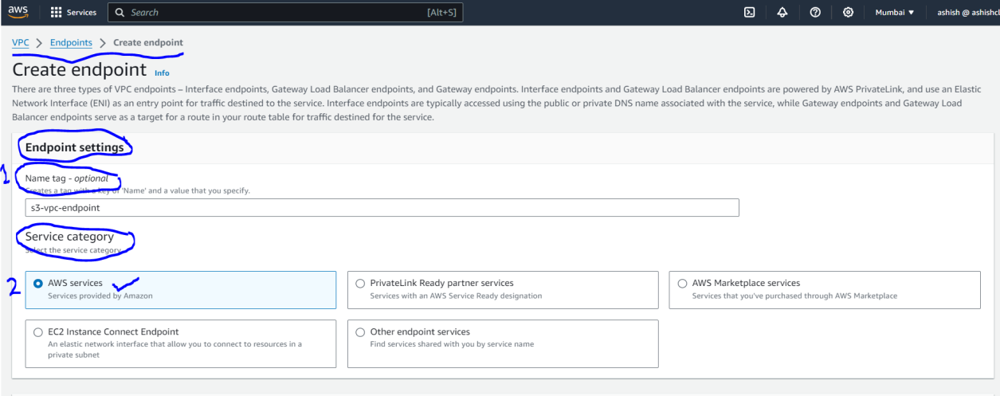 aws Services Search [Alt+S] Mumbai ▼ ashish @ ashishcl
VPC > Endpoints > Create endpoint
Create endpoint Info
There are three types of VPC endpoints – Interface endpoints, Gateway Load Balancer endpoints, and Gateway endpoints. Interface endpoints and Gateway Load Balancer endpoints are powered by AWS PrivateLink, and use an Elastic
Network Interface (ENI) as an entry point for traffic destined to the service. Interface endpoints are typically accessed using the public or private DNS name associated with the service, while Gateway endpoints and Gateway Load
Balancer endpoints serve as a target for a route in your route table for traffic destined for the service.
Endpoint settings
1
Name tag - optional
Creates a tag with a key of 'Name' and a value that you specify.
s3-vpc-endpoint
Service category
Select the service category
2
AWS services
Services provided by Amazon
PrivateLink Ready partner services
Services with an AWS Service Ready designation
AWS Marketplace services
Services that you've purchased through AWS Marketplace
EC2 Instance Connect Endpoint
An elastic network interface that allow you to connect to resources in a
private subnet
Other endpoint services
Find services shared with you by service name